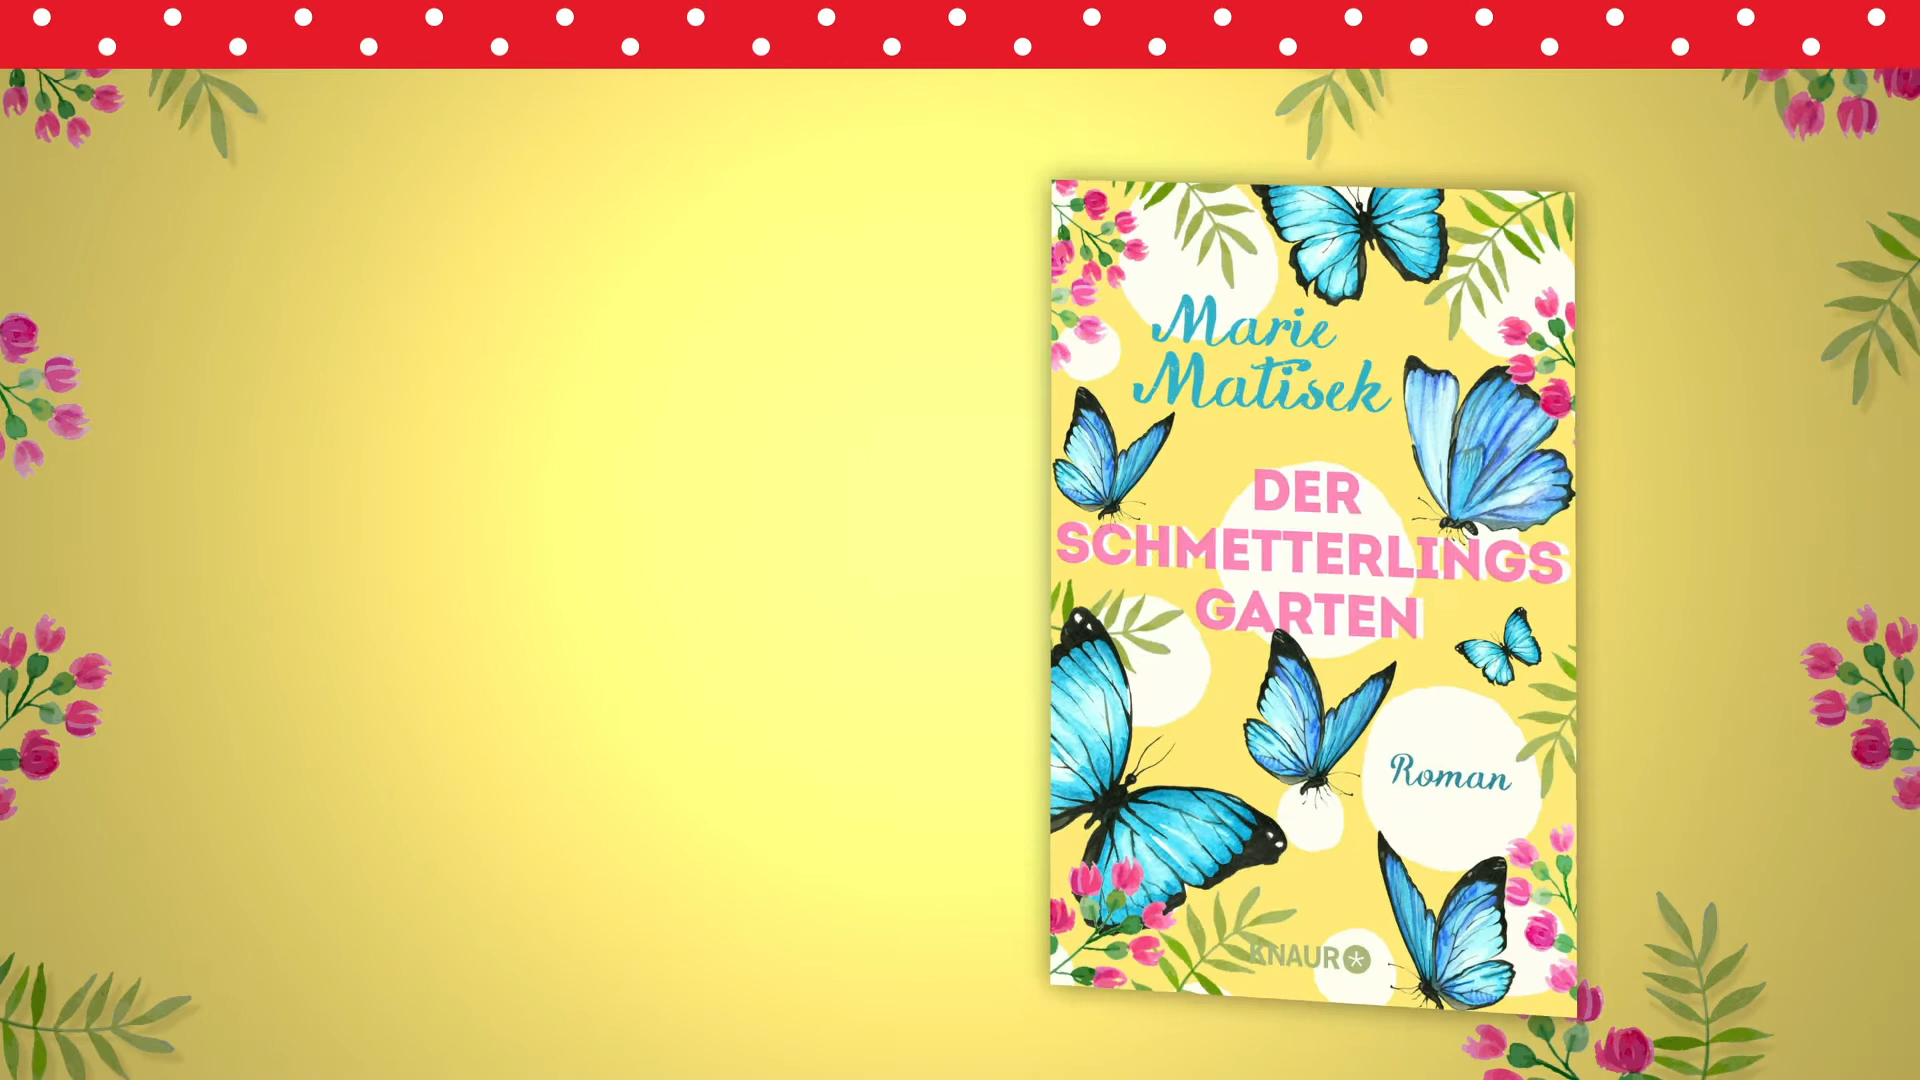 Marie
Matisek
DER
SCHMETTERLINGS
GARTEN
Roman
KNAUR